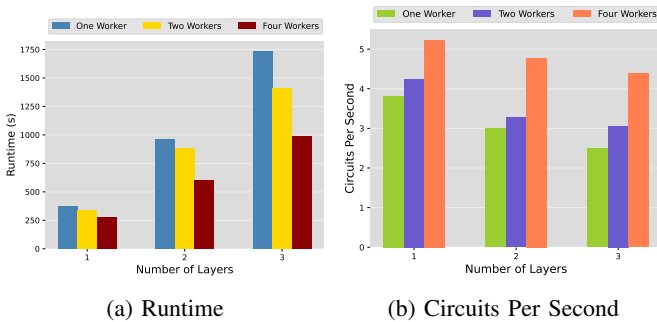 One Worker Two Workers Four Workers
1750
1500
1250
1000
750
500
250
0
Runtime (s)
1 2 3
Number of Layers
(a) Runtime
One Worker Two Workers Four Workers
5
4
3
2
1
0
Circuits Per Second
1 2 3
Number of Layers
(b) Circuits Per Second